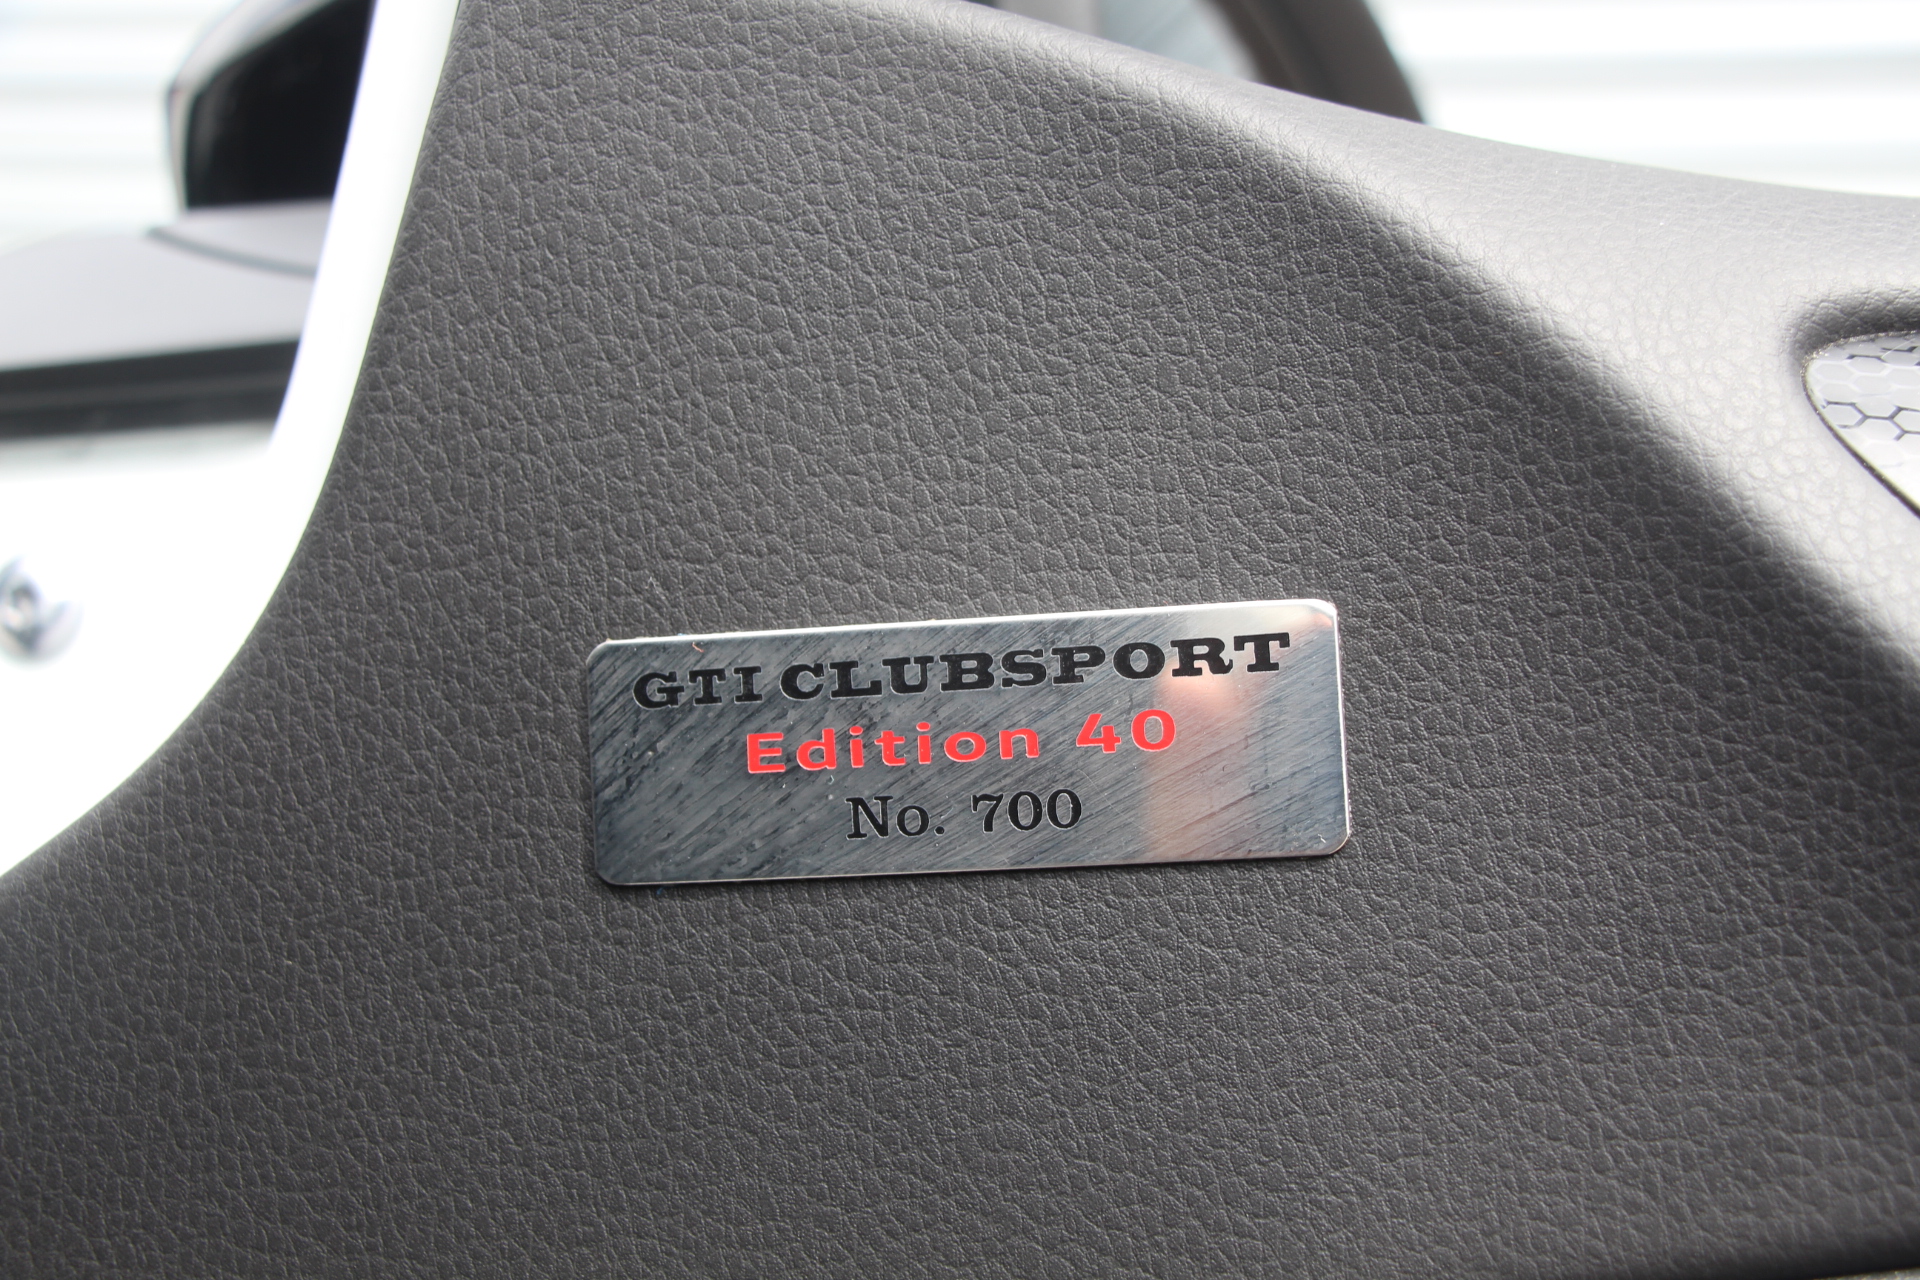 GTI CLUBSPORT
Edition 40
No. 700